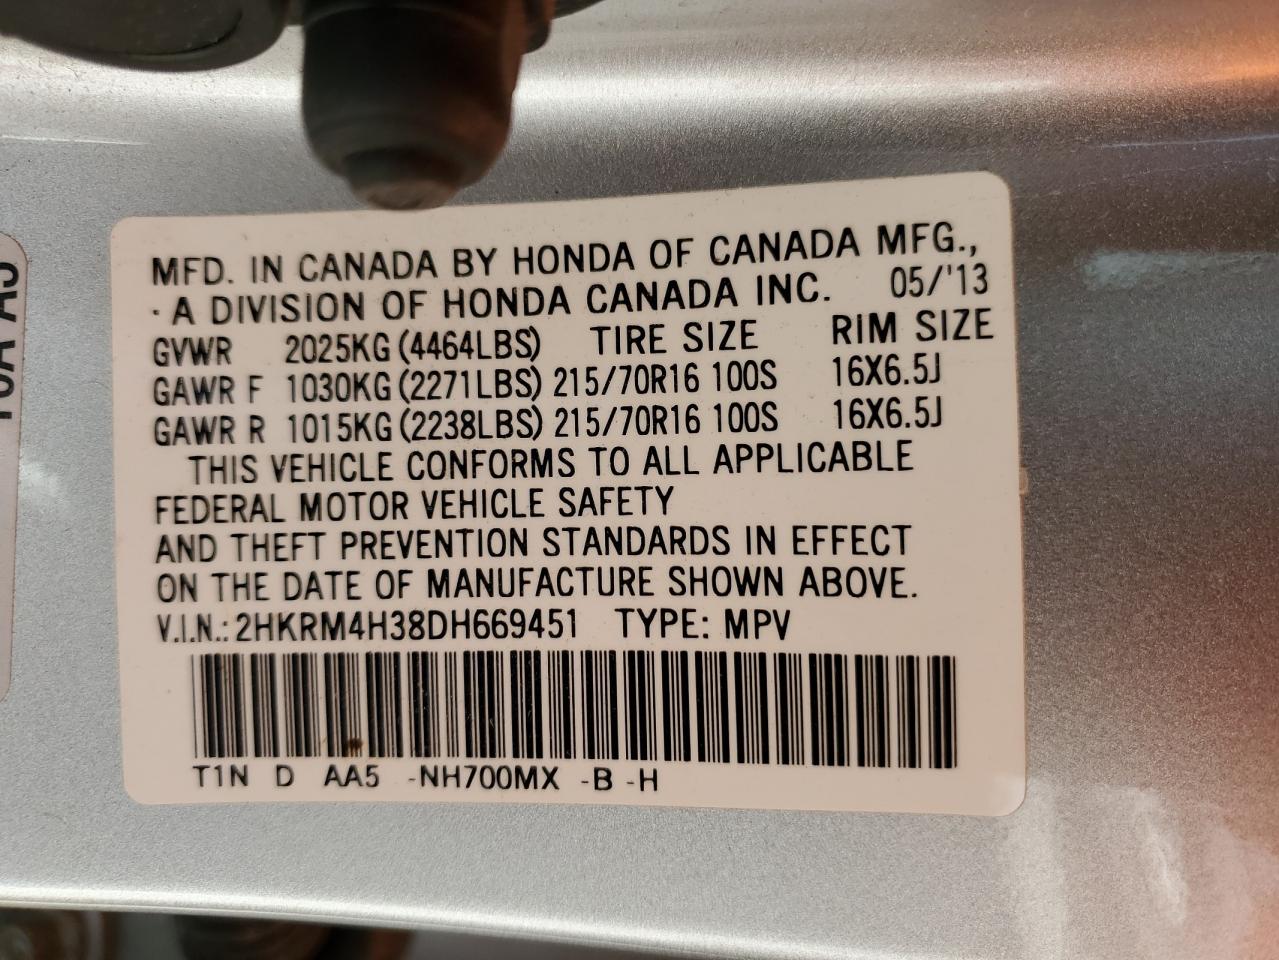 MFD. IN CANADA BY HONDA OF CANADA MFG.,
· A DIVISION OF HONDA CANADA INC. 05/'13
GVWR 2025KG (4464LBS) TIRE SIZE RIM SIZE
GAWR F 1030KG (2271LBS) 215/70R16 100S 16X6.5J
GAWR R 1015KG (2238LBS) 215/70R16 100S 16X6.5J
THIS VEHICLE CONFORMS TO ALL APPLICABLE
FEDERAL MOTOR VEHICLE SAFETY
AND THEFT PREVENTION STANDARDS IN EFFECT
ON THE DATE OF MANUFACTURE SHOWN ABOVE.
V.I.N.: 2HKRM4H38DH669451 TYPE: MPV
T1N D AA5 -NH700MX -B -H